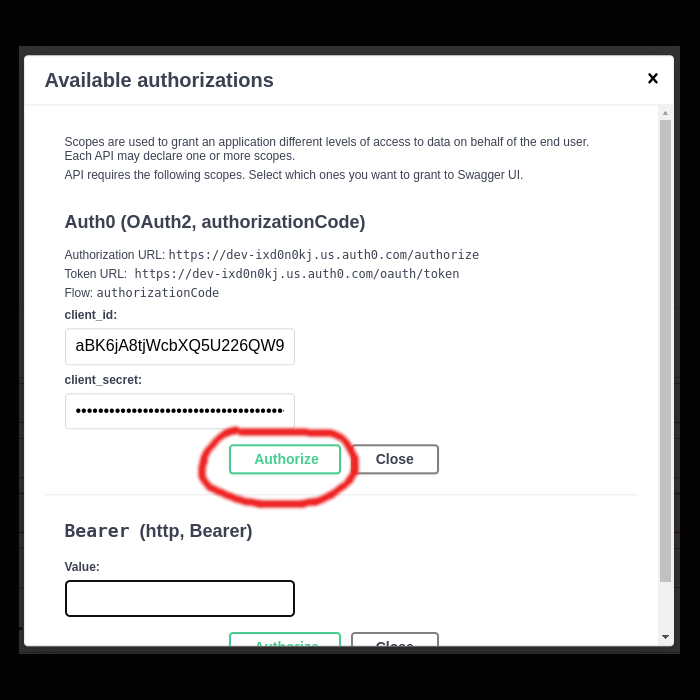 Available authorizations
Scopes are used to grant an application different levels of access to data on behalf of the end user.
Each API may declare one or more scopes.
API requires the following scopes. Select which ones you want to grant to Swagger UI.
Auth0 (OAuth2, authorizationCode)
Authorization URL: https://dev-ixd0n0kj.us.auth0.com/authorize
Token URL: https://dev-ixd0n0kj.us.auth0.com/oauth/token
Flow: authorizationCode
client_id:
aBK6jA8tjWcbXQ5U226QW9
client_secret:
Authorize Close
Bearer (http, Bearer)
Value:
Authorize Close